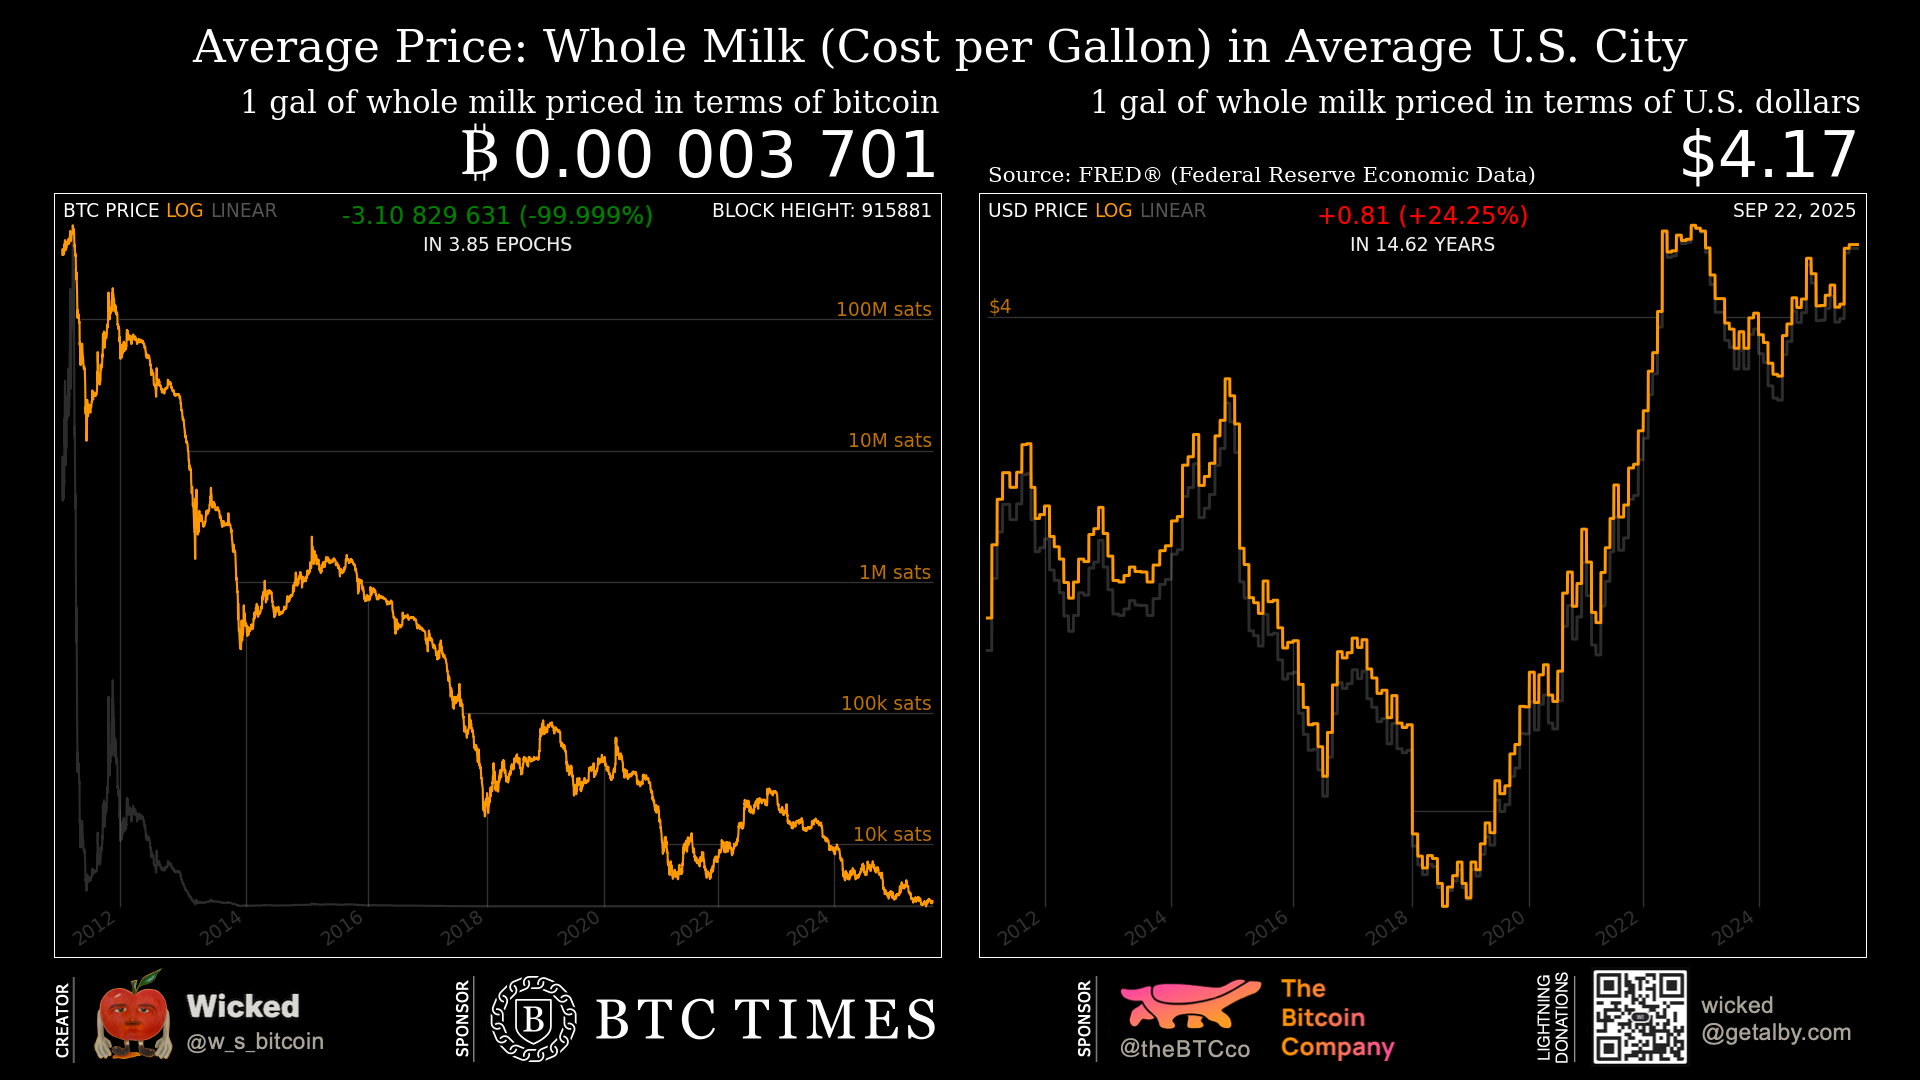 Average Price: Whole Milk (Cost per Gallon) in Average U.S. City
1 gal of whole milk priced in terms of bitcoin
₿ 0.00 003 701
BTC PRICE LOG LINEAR
-3.10 829 631 (-99.999%)
IN 3.85 EPOCHS
BLOCK HEIGHT: 915881
100M sats
10M sats
1M sats
100k sats
10k sats
2012 2014 2016 2018 2020 2022 2024
1 gal of whole milk priced in terms of U.S. dollars
Source: FRED® (Federal Reserve Economic Data)
$4.17
USD PRICE LOG LINEAR
+0.81 (+24.25%)
IN 14.62 YEARS
SEP 22, 2025
$4
2012 2014 2016 2018 2020 2022 2024
CREATOR
Wicked
@w_s_bitcoin
SPONSOR
B
BTC TIMES
SPONSOR
@theBTCco
The
Bitcoin
Company
LIGHTNING
DONATIONS
wicked
@getalby.com